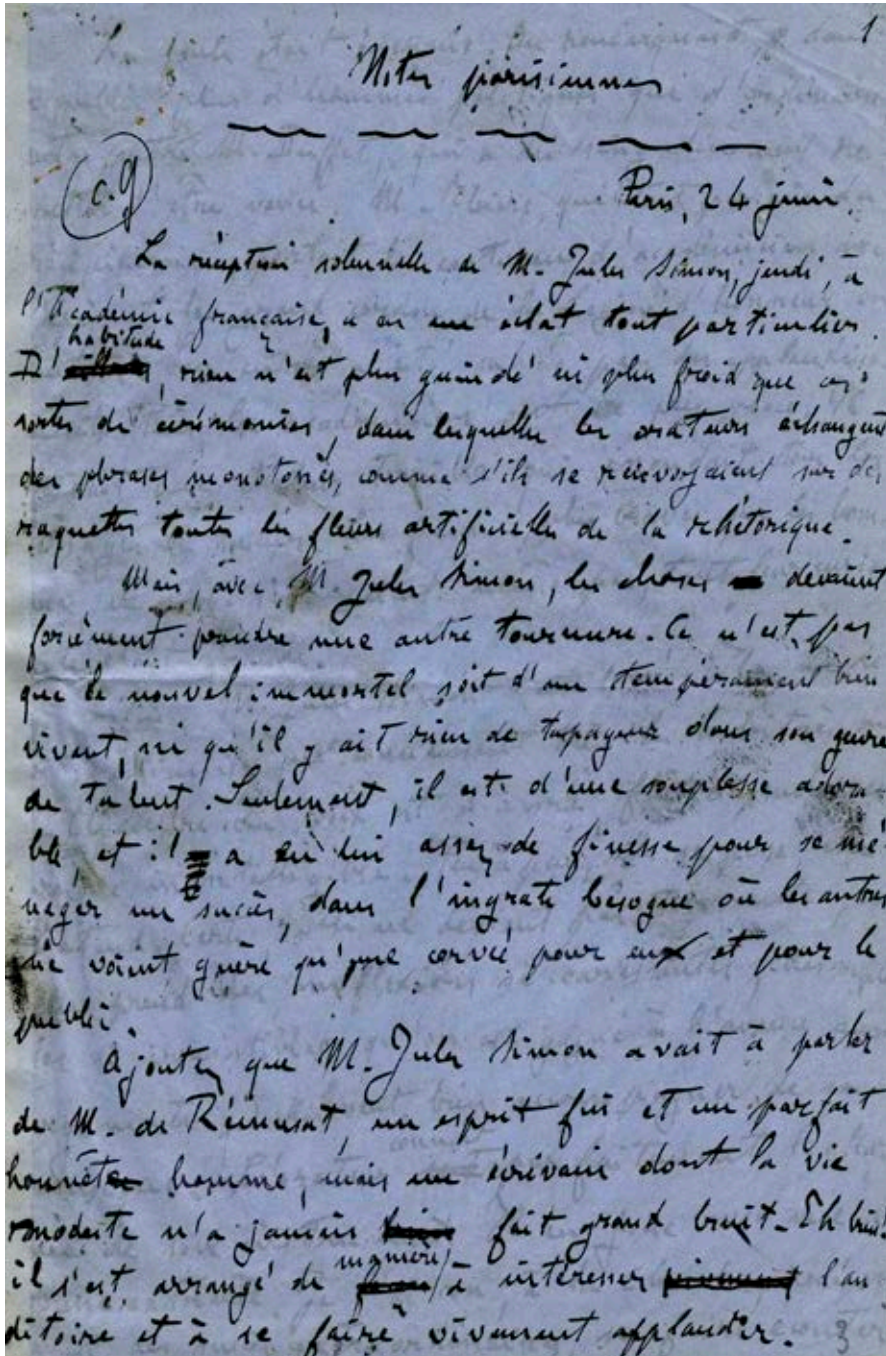 1
Notes parisiennes
c.9
Paris, 24 juin.
La réception solennelle de M. Jules Simon, jeudi, à
l'Académie française, a eu un éclat tout particulier.
habitude
D', rien n'est plus guindé ni plus froid que ces
sortes de cérémonies, dans lesquelles les orateurs échangent
des phrases monotones, comme s'ils se renvoyaient sur des
raquettes toutes les fleurs artificielles de la rhétorique.
Mais, avec M. Jules Simon, les choses devaient
forcément prendre une autre tournure. Ce n'est pas
que le nouvel immortel soit d'un tempérament bien
vivant, ni qu'il y ait rien de tapageur dans son genre
de talent. Seulement, il est d'une souplesse adora-
ble, et il a en lui assez de finesse pour se mé-
nager un succès, dans l'ingrate besogne où les autres
ne voient guère qu'une corvée pour eux et pour le
public.
Ajoutez que M. Jules Simon avait à parler
de M. de Rémusat, un esprit fin et un parfait
honnête homme, mais un écrivain dont la vie
modeste n'a jamais fait grand bruit. Eh bien!
il s'est arrangé de manière à intéresser l'au
ditoire et à se faire vivement applaudir.
3